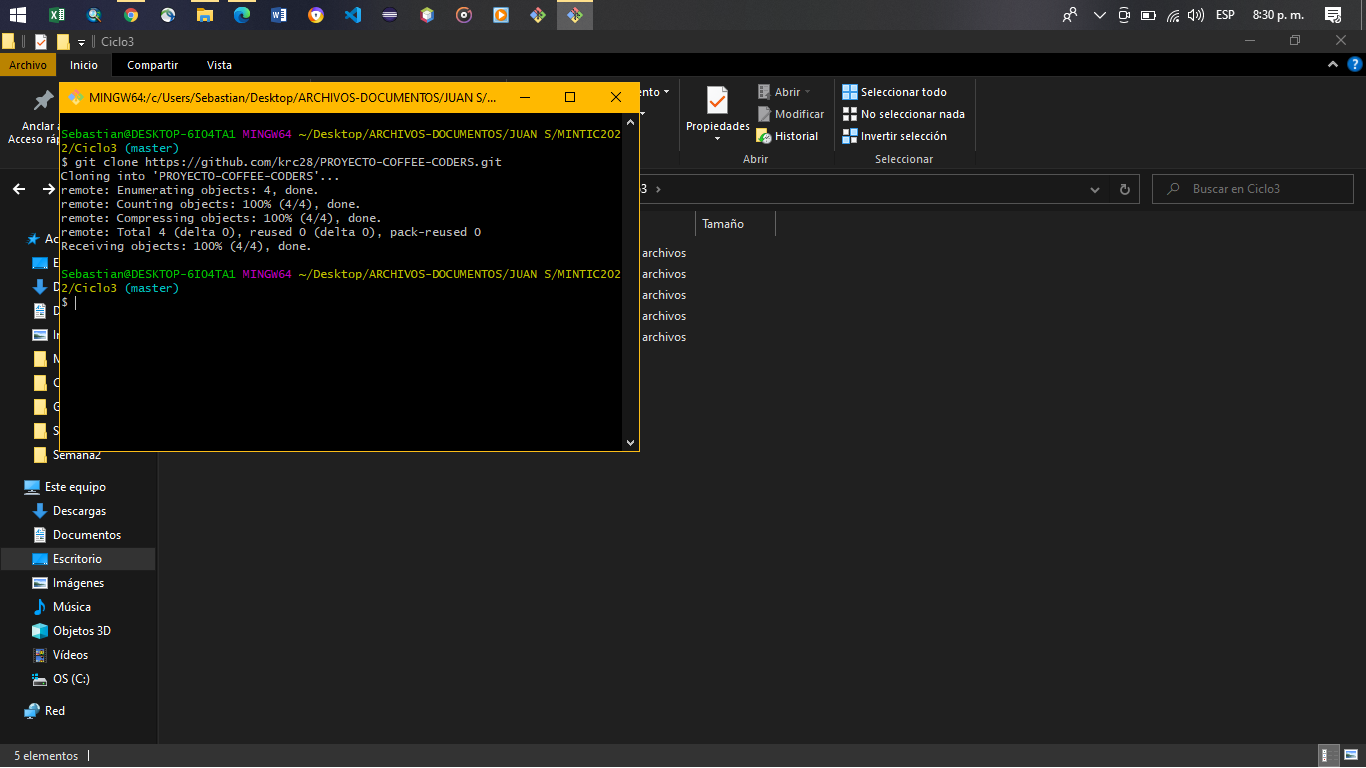 ESP
8:30 p. m.
Ciclo3
Archivo
Inicio
Compartir
Vista
Anclar
Acceso ráp
Propiedades
Abrir
Modificar
Historial
Abrir
Seleccionar todo
No seleccionar nada
Invertir selección
Seleccionar
MINGW64:/c/Users/Sebastian/Desktop/ARCHIVOS-DOCUMENTOS/JUAN S/...
Sebastian@DESKTOP-6IO4TA1 MINGW64 ~/Desktop/ARCHIVOS-DOCUMENTOS/JUAN S/MINTIC202
2/Ciclo3 (master)
$ git clone https://github.com/krc28/PROYECTO-COFFEE-CODERS.git
Cloning into 'PROYECTO-COFFEE-CODERS'...
remote: Enumerating objects: 4, done.
remote: Counting objects: 100% (4/4), done.
remote: Compressing objects: 100% (4/4), done.
remote: Total 4 (delta 0), reused 0 (delta 0), pack-reused 0
Receiving objects: 100% (4/4), done.
Sebastian@DESKTOP-6IO4TA1 MINGW64 ~/Desktop/ARCHIVOS-DOCUMENTOS/JUAN S/MINTIC202
2/Ciclo3 (master)
$
Buscar en Ciclo3
Tamaño
archivos
archivos
archivos
archivos
archivos
Semana2
Este equipo
Descargas
Documentos
Escritorio
Imágenes
Música
Objetos 3D
Vídeos
OS (C:)
Red
5 elementos